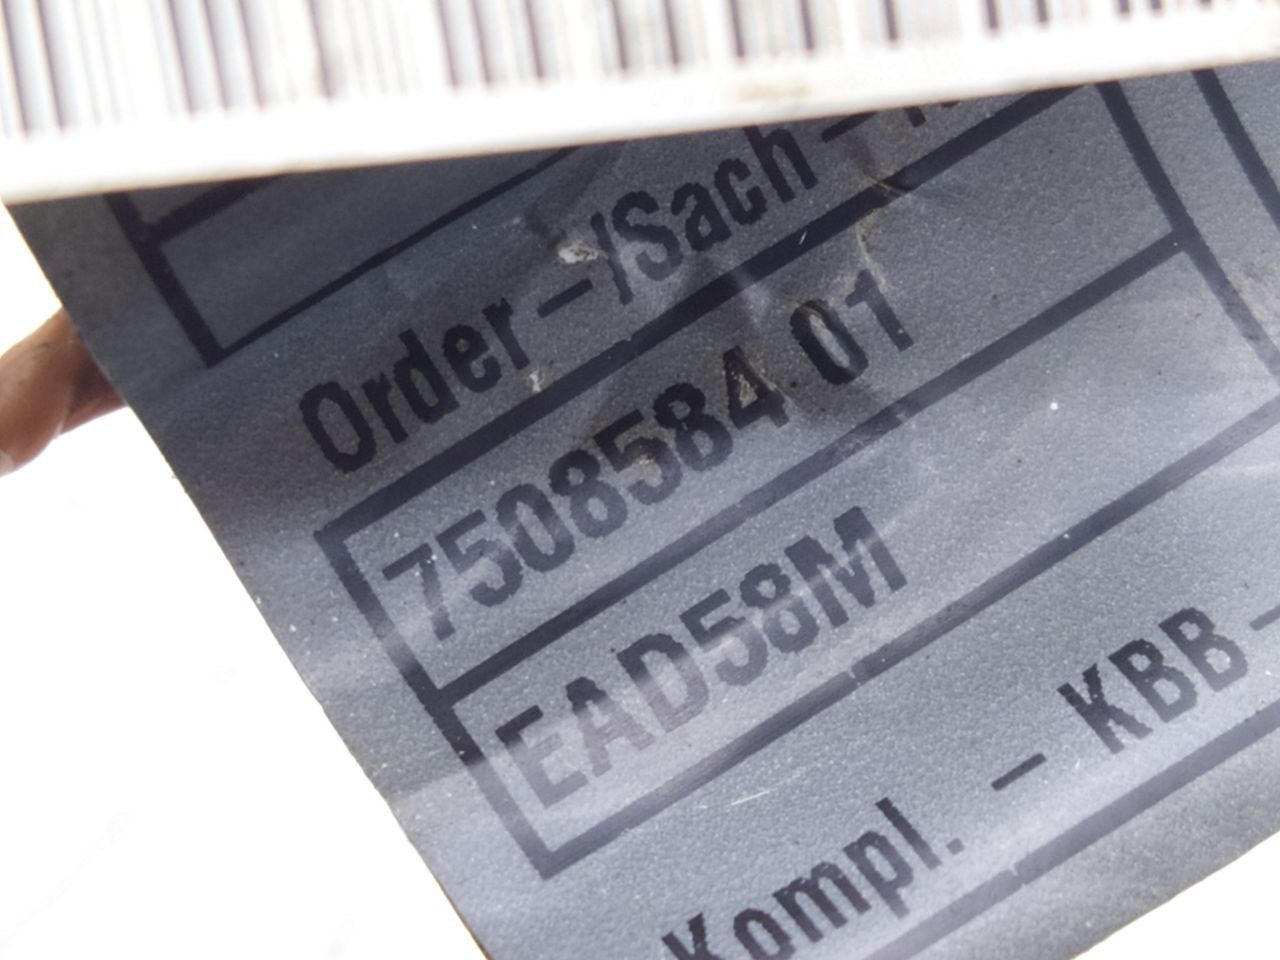 Order-/Sach-
7508584 01
EAD58M
Kompl. - KBB-